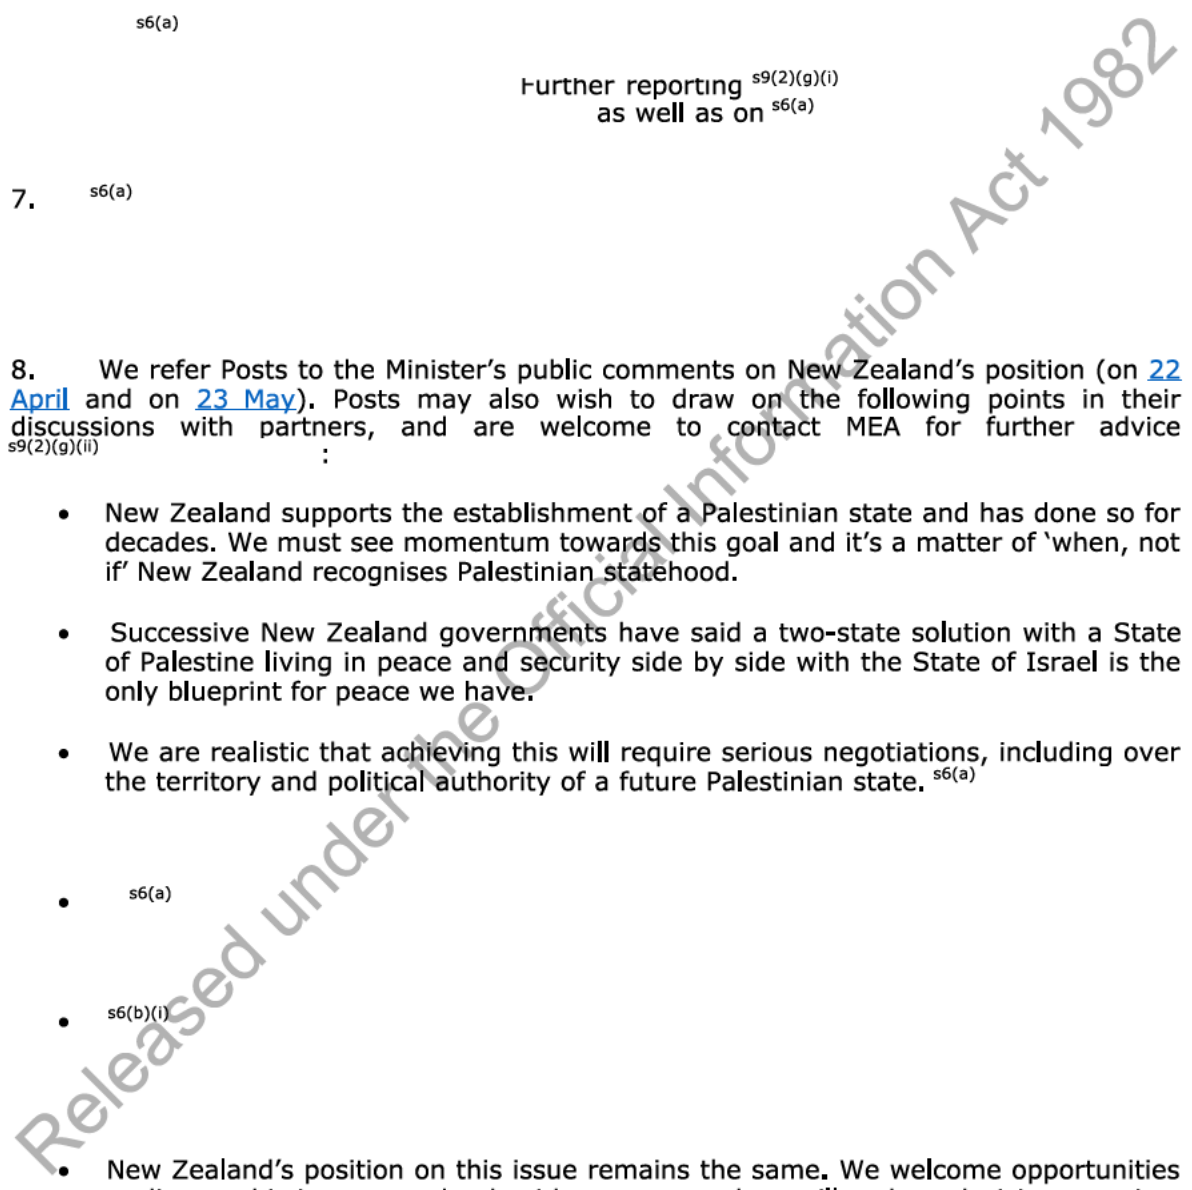 s6(a)
Further reporting s9(2)(g)(i)
as well as on s6(a)
7. s6(a)
8. We refer Posts to the Minister's public comments on New Zealand's position (on 22
April and on 23 May). Posts may also wish to draw on the following points in their
discussions with partners, and are welcome to contact MEA for further advice
s9(2)(g)(ii) :
• New Zealand supports the establishment of a Palestinian state and has done so for
decades. We must see momentum towards this goal and it's a matter of ‘when, not
if’ New Zealand recognises Palestinian statehood.
• Successive New Zealand governments have said a two-state solution with a State
of Palestine living in peace and security side by side with the State of Israel is the
only blueprint for peace we have.
• We are realistic that achieving this will require serious negotiations, including over
the territory and political authority of a future Palestinian state. s6(a)
• s6(a)
• s6(b)(i)
• New Zealand's position on this issue remains the same. We welcome opportunities
Released under the Official Information Act 1982